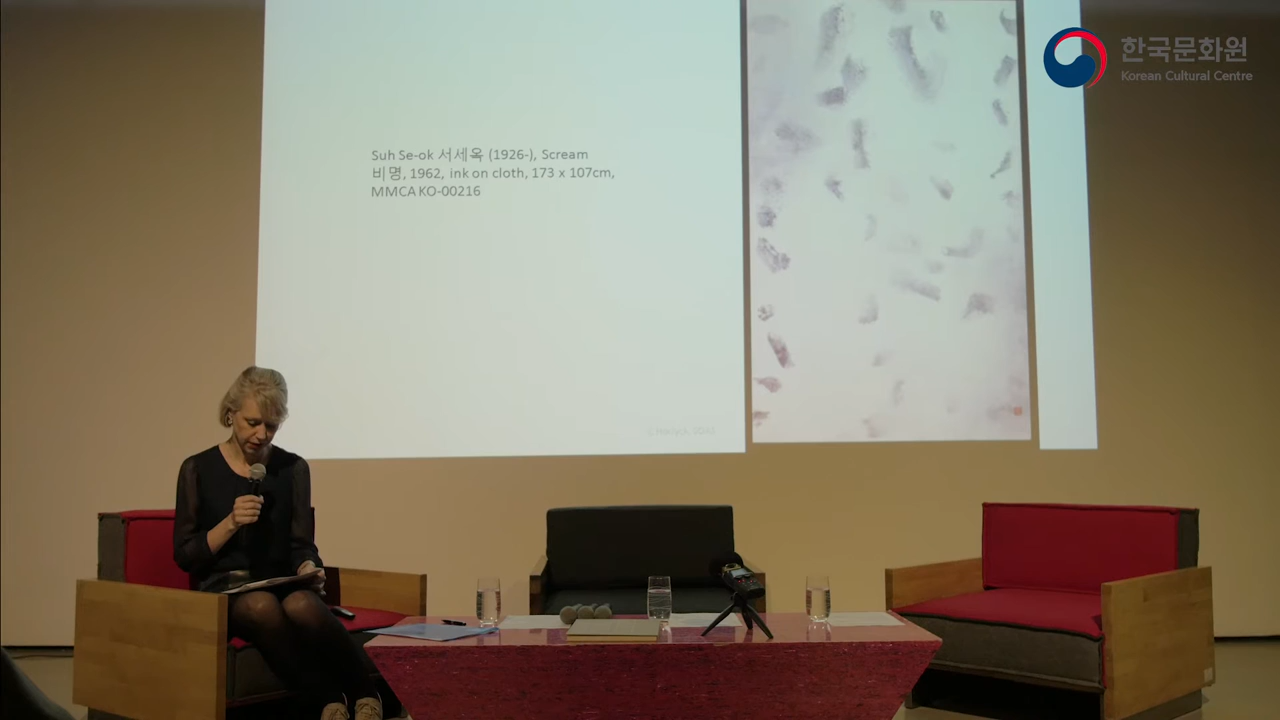 한국문화원
Korean Cultural Centre
Suh Se-ok 서세옥 (1926-), Scream
비명, 1962, ink on cloth, 173 x 107cm,
MMCA KO-00216